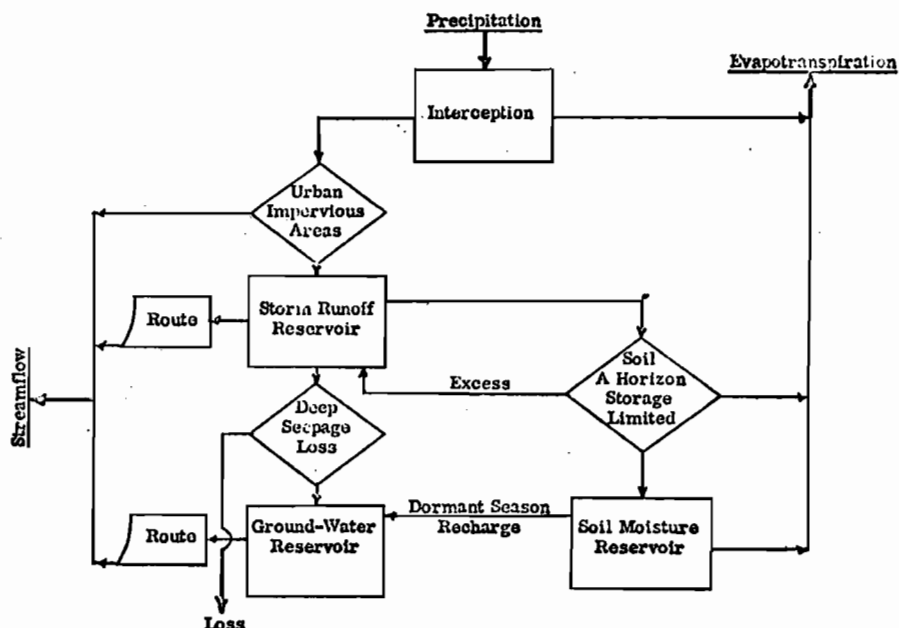 Precipitation
Evapotranspiration
Interception
Urban
Impervious
Areas
Storm Runoff
Reservoir
Route
Soil
A Horizon
Storage
Limited
Excess
Streamflow
Deep
Seepage
Loss
Dormant Season
Recharge
Route
Ground-Water
Reservoir
Soil Moisture
Reservoir
Loss